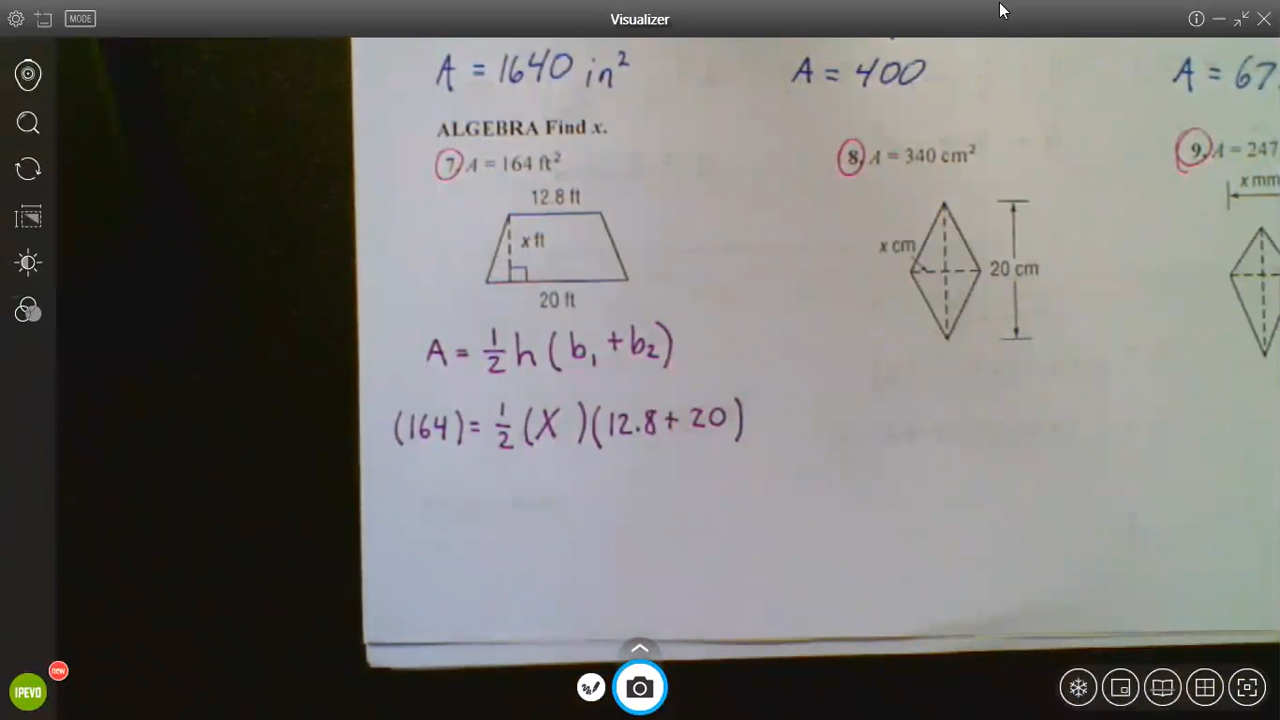 MODE
Visualizer
A = 1640 in²
A = 400
A = 67
ALGEBRA Find x.
7. A = 164 ft²
12.8 ft
x ft
20 ft
8. A = 340 cm²
x cm
20 cm
9. A = 247
x mm
A = 1/2 h ( b₁ + b₂ )
(164) = 1/2 (X )(12.8 + 20)
new
IPEVO